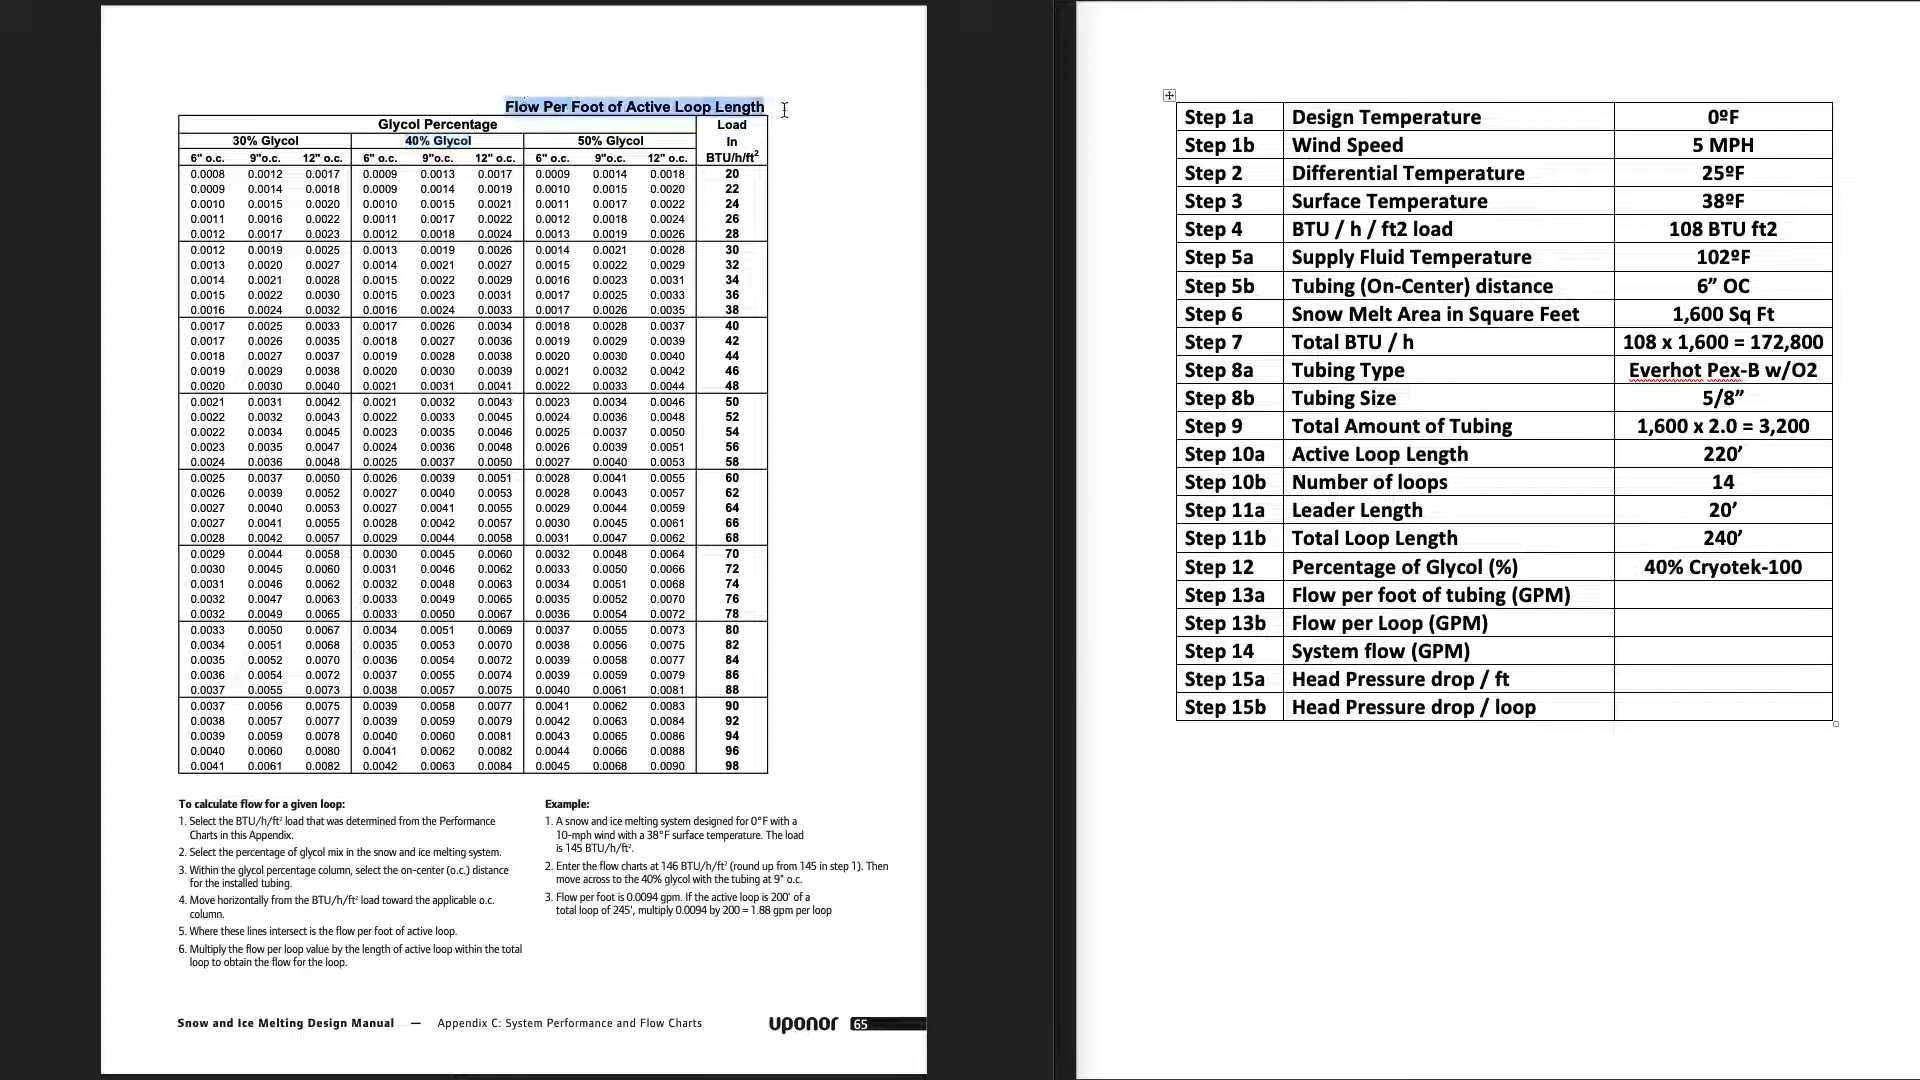 Flow Per Foot of Active Loop Length
Glycol Percentage Load
30% Glycol 40% Glycol 50% Glycol In
6" o.c. 9"o.c. 12" o.c. 6" o.c. 9"o.c. 12" o.c. 6" o.c. 9"o.c. 12" o.c. BTU/h/ft²
0.0008 0.0012 0.0017 0.0009 0.0013 0.0017 0.0009 0.0014 0.0018 20
0.0009 0.0014 0.0018 0.0009 0.0014 0.0019 0.0010 0.0015 0.0020 22
0.0010 0.0015 0.0020 0.0010 0.0015 0.0021 0.0011 0.0017 0.0022 24
0.0011 0.0016 0.0022 0.0011 0.0017 0.0022 0.0012 0.0018 0.0024 26
0.0012 0.0017 0.0023 0.0012 0.0018 0.0024 0.0013 0.0019 0.0026 28
0.0012 0.0019 0.0025 0.0013 0.0019 0.0026 0.0014 0.0021 0.0028 30
0.0013 0.0020 0.0027 0.0014 0.0021 0.0027 0.0015 0.0022 0.0029 32
0.0014 0.0021 0.0028 0.0015 0.0022 0.0029 0.0016 0.0023 0.0031 34
0.0015 0.0022 0.0030 0.0015 0.0023 0.0031 0.0017 0.0025 0.0033 36
0.0016 0.0024 0.0032 0.0016 0.0024 0.0033 0.0017 0.0026 0.0035 38
0.0017 0.0025 0.0033 0.0017 0.0026 0.0034 0.0018 0.0028 0.0037 40
0.0017 0.0026 0.0035 0.0018 0.0027 0.0036 0.0019 0.0029 0.0039 42
0.0018 0.0027 0.0037 0.0019 0.0028 0.0038 0.0020 0.0030 0.0040 44
0.0019 0.0029 0.0038 0.0020 0.0030 0.0039 0.0021 0.0032 0.0042 46
0.0020 0.0030 0.0040 0.0021 0.0031 0.0041 0.0022 0.0033 0.0044 48
0.0021 0.0031 0.0042 0.0021 0.0032 0.0043 0.0023 0.0034 0.0046 50
0.0022 0.0032 0.0043 0.0022 0.0033 0.0045 0.0024 0.0036 0.0048 52
0.0022 0.0034 0.0045 0.0023 0.0035 0.0046 0.0025 0.0037 0.0050 54
0.0023 0.0035 0.0047 0.0024 0.0036 0.0048 0.0026 0.0039 0.0051 56
0.0024 0.0036 0.0048 0.0025 0.0037 0.0050 0.0027 0.0040 0.0053 58
0.0025 0.0037 0.0050 0.0026 0.0039 0.0051 0.0028 0.0041 0.0055 60
0.0026 0.0039 0.0052 0.0027 0.0040 0.0053 0.0028 0.0043 0.0057 62
0.0027 0.0040 0.0053 0.0027 0.0041 0.0055 0.0029 0.0044 0.0059 64
0.0027 0.0041 0.0055 0.0028 0.0042 0.0057 0.0030 0.0045 0.0061 66
0.0028 0.0042 0.0057 0.0029 0.0044 0.0058 0.0031 0.0047 0.0062 68
0.0029 0.0044 0.0058 0.0030 0.0045 0.0060 0.0032 0.0048 0.0064 70
0.0030 0.0045 0.0060 0.0031 0.0046 0.0062 0.0033 0.0050 0.0066 72
0.0031 0.0046 0.0062 0.0032 0.0048 0.0063 0.0034 0.0051 0.0068 74
0.0032 0.0047 0.0063 0.0033 0.0049 0.0065 0.0035 0.0052 0.0070 76
0.0032 0.0049 0.0065 0.0033 0.0050 0.0067 0.0036 0.0054 0.0072 78
0.0033 0.0050 0.0067 0.0034 0.0051 0.0069 0.0037 0.0055 0.0073 80
0.0034 0.0051 0.0068 0.0035 0.0053 0.0070 0.0038 0.0056 0.0075 82
0.0035 0.0052 0.0070 0.0036 0.0054 0.0072 0.0039 0.0058 0.0077 84
0.0036 0.0054 0.0072 0.0037 0.0055 0.0074 0.0039 0.0059 0.0079 86
0.0037 0.0055 0.0073 0.0038 0.0057 0.0075 0.0040 0.0061 0.0081 88
0.0037 0.0056 0.0075 0.0039 0.0058 0.0077 0.0041 0.0062 0.0083 90
0.0038 0.0057 0.0077 0.0039 0.0059 0.0079 0.0042 0.0063 0.0084 92
0.0039 0.0059 0.0078 0.0040 0.0060 0.0081 0.0043 0.0065 0.0086 94
0.0040 0.0060 0.0080 0.0041 0.0062 0.0082 0.0044 0.0066 0.0088 96
0.0041 0.0061 0.0082 0.0042 0.0063 0.0084 0.0045 0.0068 0.0090 98
To calculate flow for a given loop:
1. Select the BTU/h/ft² load that was determined from the Performance
Charts in this Appendix.
2. Select the percentage of glycol mix in the snow and ice melting system.
3. Within the glycol percentage column, select the on-center (o.c.) distance
for the installed tubing.
4. Move horizontally from the BTU/h/ft² load toward the applicable o.c.
column.
5. Where these lines intersect is the flow per foot of active loop.
6. Multiply the flow per loop value by the length of active loop within the total
loop to obtain the flow for the loop.
Example:
1. A snow and ice melting system designed for 0°F with a
10-mph wind with a 38°F surface temperature. The load
is 145 BTU/h/ft².
2. Enter the flow charts at 146 BTU/h/ft² (round up from 145 in step 1). Then
move across to the 40% glycol with the tubing at 9" o.c.
3. Flow per foot is 0.0094 gpm. If the active loop is 200' of a
total loop of 245', multiply 0.0094 by 200 = 1.88 gpm per loop
Snow and Ice Melting Design Manual — Appendix C: System Performance and Flow Charts uponor 65
Step 1a Design Temperature 0ºF
Step 1b Wind Speed 5 MPH
Step 2 Differential Temperature 25ºF
Step 3 Surface Temperature 38ºF
Step 4 BTU / h / ft2 load 108 BTU ft2
Step 5a Supply Fluid Temperature 102ºF
Step 5b Tubing (On-Center) distance 6” OC
Step 6 Snow Melt Area in Square Feet 1,600 Sq Ft
Step 7 Total BTU / h 108 x 1,600 = 172,800
Step 8a Tubing Type Everhot Pex-B w/O2
Step 8b Tubing Size 5/8”
Step 9 Total Amount of Tubing 1,600 x 2.0 = 3,200
Step 10a Active Loop Length 220’
Step 10b Number of loops 14
Step 11a Leader Length 20’
Step 11b Total Loop Length 240’
Step 12 Percentage of Glycol (%) 40% Cryotek-100
Step 13a Flow per foot of tubing (GPM)
Step 13b Flow per Loop (GPM)
Step 14 System flow (GPM)
Step 15a Head Pressure drop / ft
Step 15b Head Pressure drop / loop